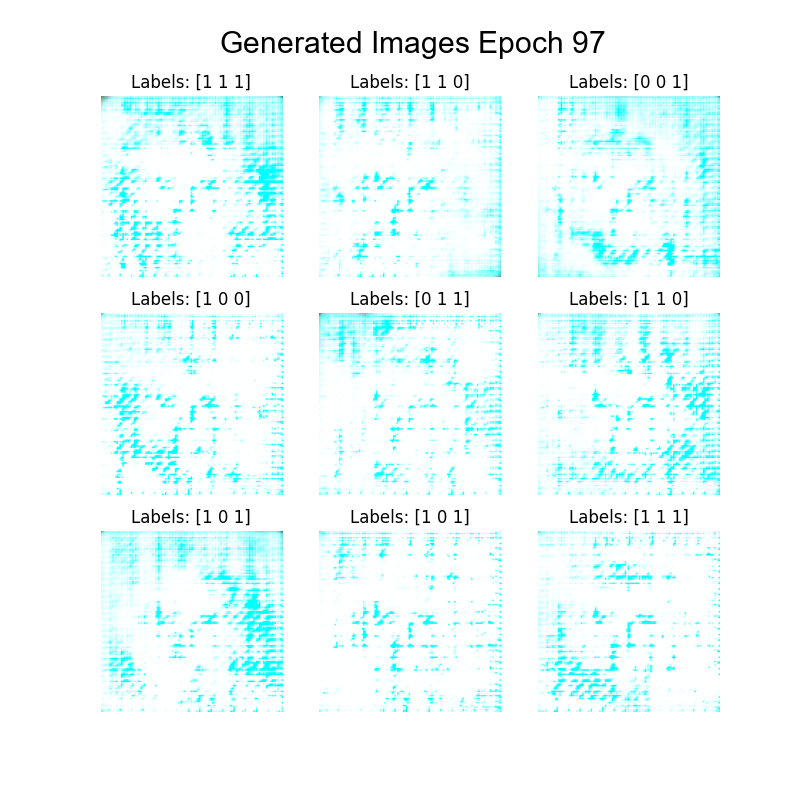 Generated Images Epoch 97
Labels: [1 1 1]
Labels: [1 1 0]
Labels: [0 0 1]
Labels: [1 0 0]
Labels: [0 1 1]
Labels: [1 1 0]
Labels: [1 0 1]
Labels: [1 0 1]
Labels: [1 1 1]